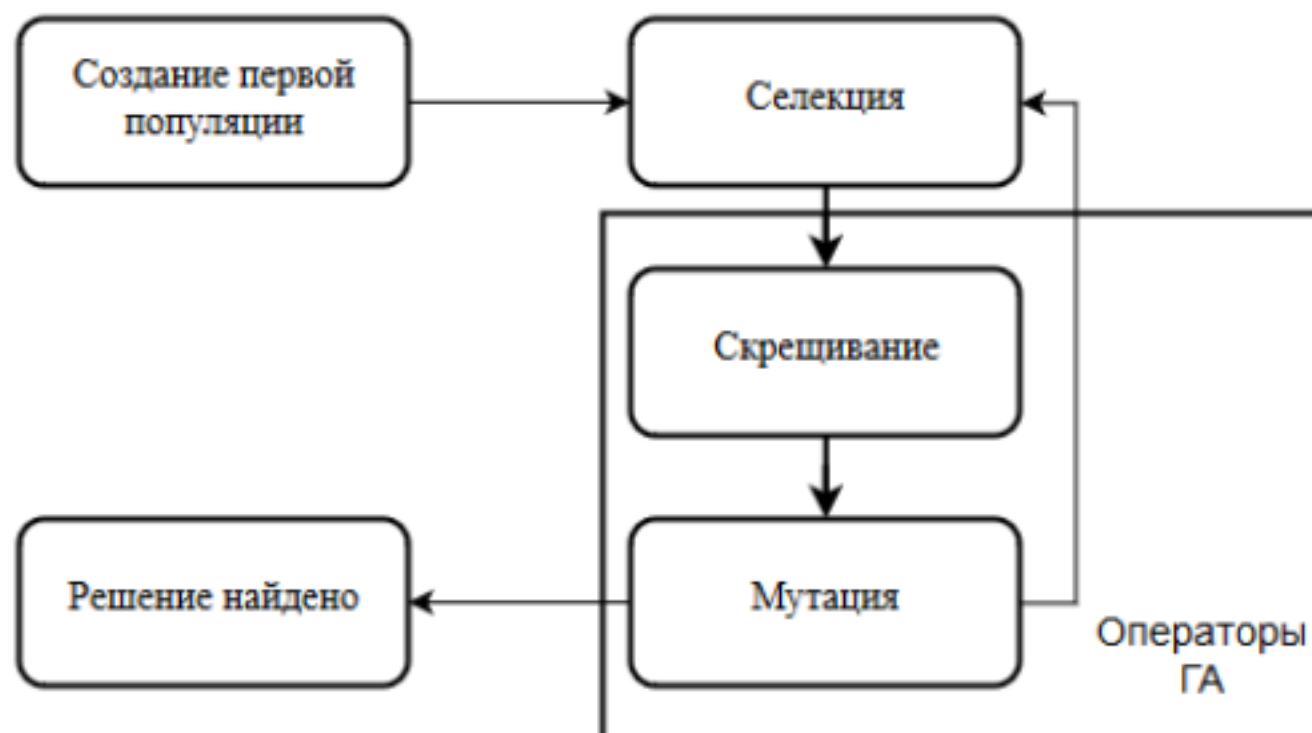 Создание первой
популяции
Селекция
Скрещивание
Решение найдено
Мутация
Операторы
ГА